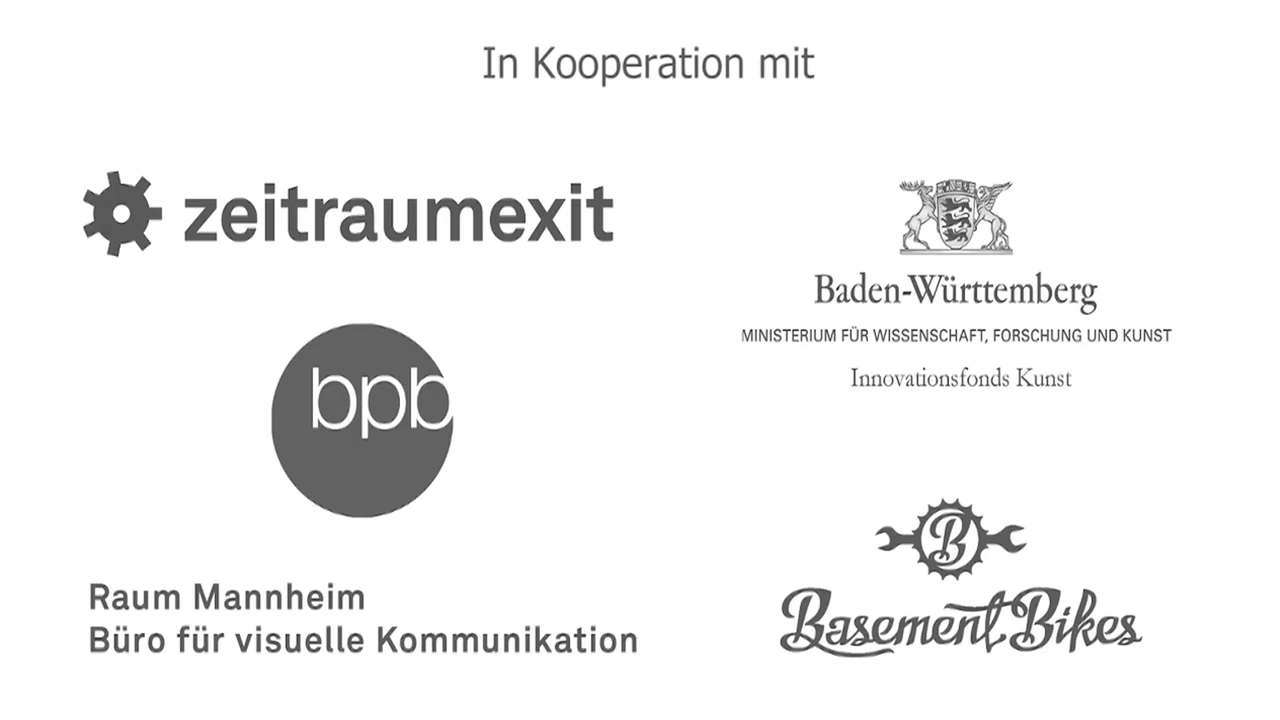 In Kooperation mit
zeitraumexit
Baden-Württemberg
MINISTERIUM FÜR WISSENSCHAFT, FORSCHUNG UND KUNST
Innovationsfonds Kunst
bpb
B
Basement Bikes
Raum Mannheim
Büro für visuelle Kommunikation